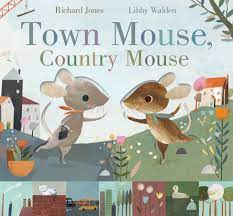 Richard Jones Libby Walden
Town Mouse,
Country Mouse